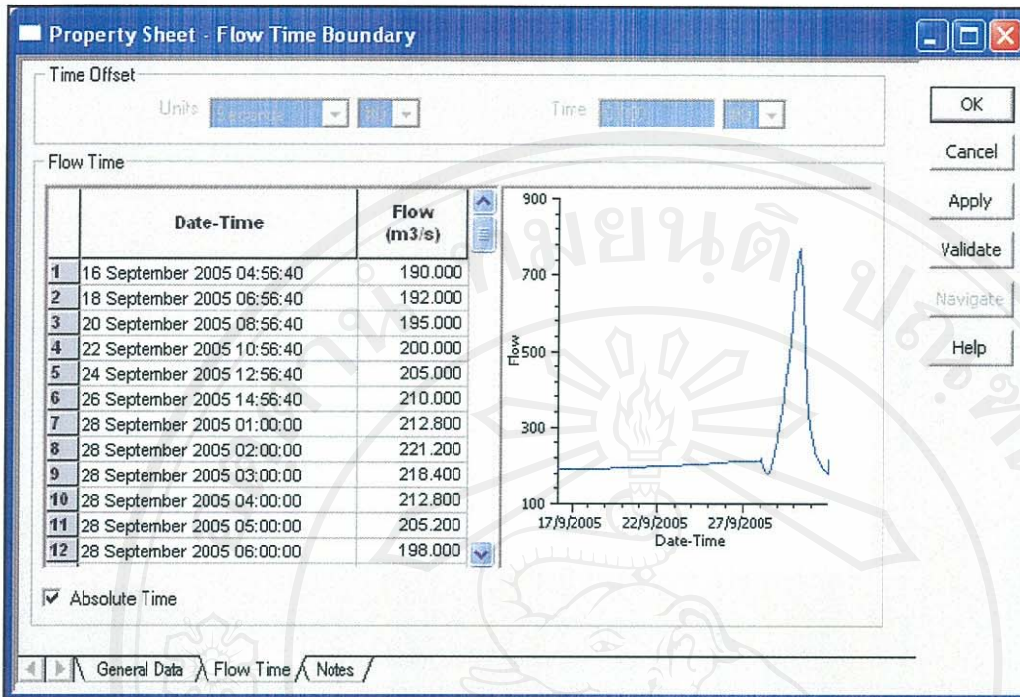 Property Sheet - Flow Time Boundary
Time Offset
Units Seconds
Time
OK
Cancel
Apply
Validate
Navigate
Help
Flow Time
Date-Time Flow (m3/s)
1 16 September 2005 04:56:40 190.000
2 18 September 2005 06:56:40 192.000
3 20 September 2005 08:56:40 195.000
4 22 September 2005 10:56:40 200.000
5 24 September 2005 12:56:40 205.000
6 26 September 2005 14:56:40 210.000
7 28 September 2005 01:00:00 212.800
8 28 September 2005 02:00:00 221.200
9 28 September 2005 03:00:00 218.400
10 28 September 2005 04:00:00 212.800
11 28 September 2005 05:00:00 205.200
12 28 September 2005 06:00:00 198.000
900
700
500
300
100
Flow
17/9/2005 22/9/2005 27/9/2005
Date-Time
Absolute Time
General Data Flow Time Notes